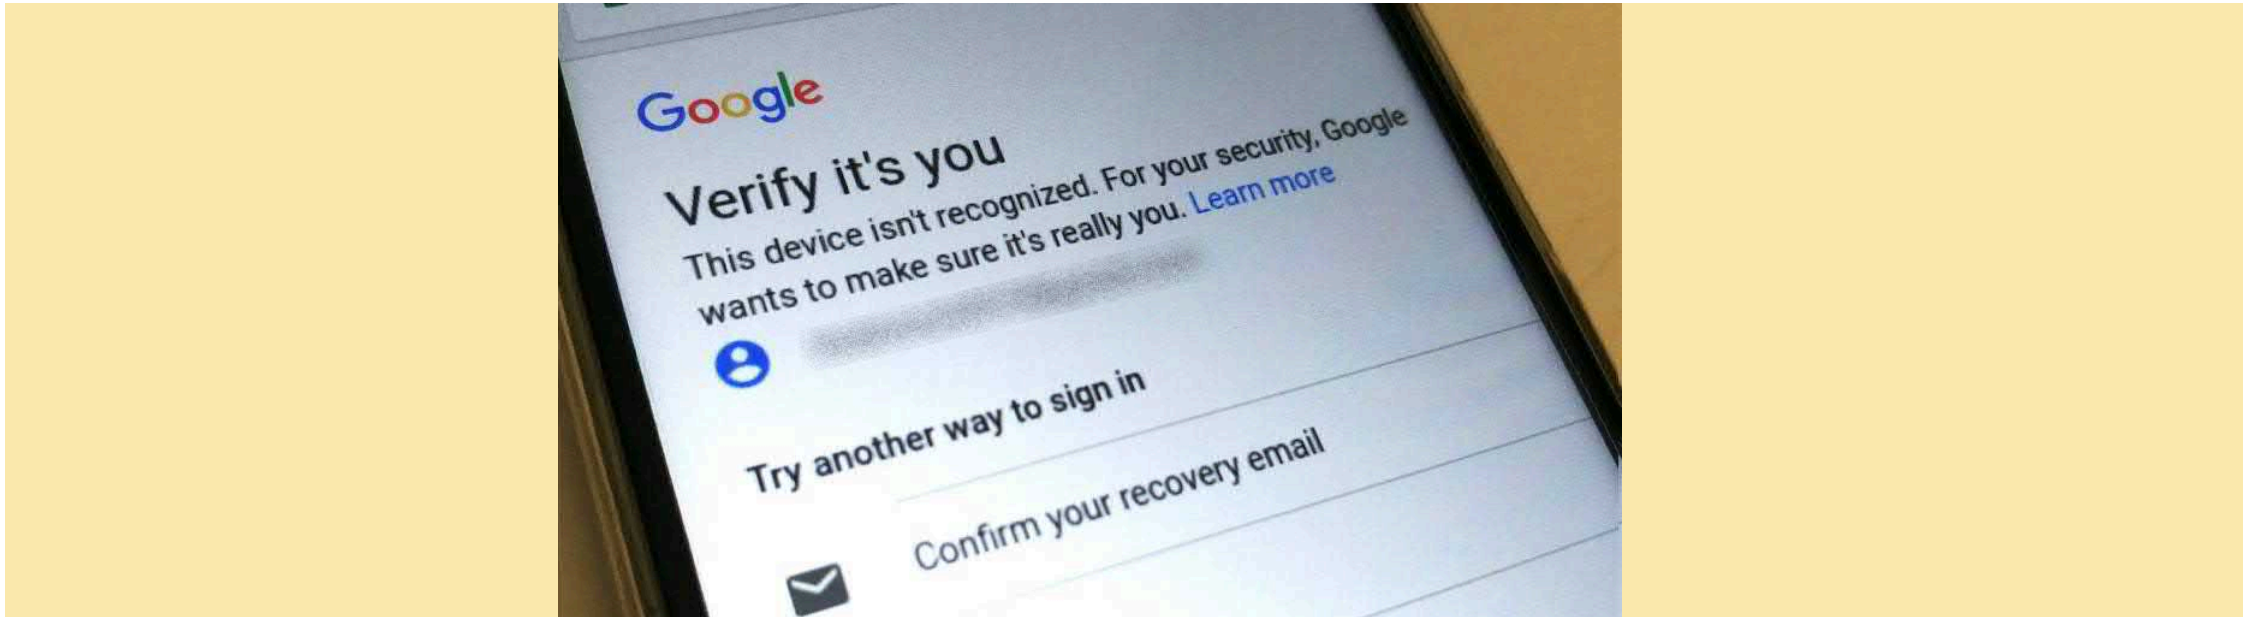 Google
Verify it's you
This device isn't recognized. For your security, Google
wants to make sure it's really you. Learn more
Try another way to sign in
Confirm your recovery email